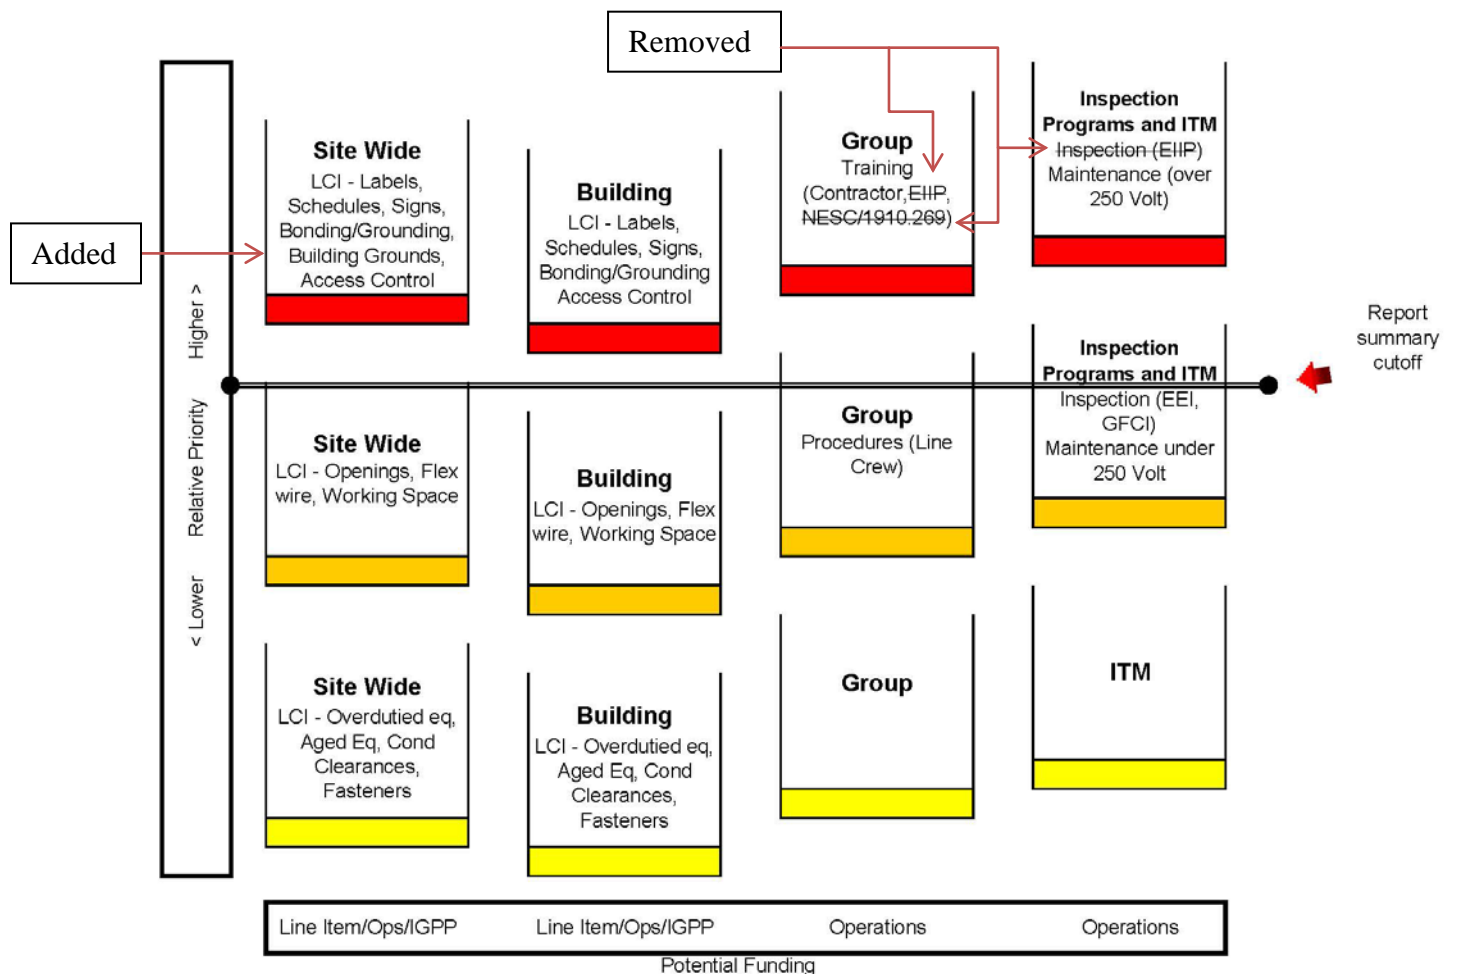 Removed
Added
Higher >
Relative Priority
< Lower
Site Wide
LCI - Labels,
Schedules, Signs,
Bonding/Grounding,
Building Grounds,
Access Control
Building
LCI - Labels,
Schedules, Signs,
Bonding/Grounding
Access Control
Group
Training
(Contractor,EIIP,
NESC/1910.269)
Inspection
Programs and ITM
Inspection (EIIP)
Maintenance (over
250 Volt)
Report
summary
cutoff
Site Wide
LCI - Openings, Flex
wire, Working Space
Building
LCI - Openings, Flex
wire, Working Space
Group
Procedures (Line
Crew)
Inspection
Programs and ITM
Inspection (EEI,
GFCI)
Maintenance under
250 Volt
Site Wide
LCI - Overdutied eq,
Aged Eq, Cond
Clearances,
Fasteners
Building
LCI - Overdutied eq,
Aged Eq, Cond
Clearances,
Fasteners
Group
ITM
Line Item/Ops/IGPP
Line Item/Ops/IGPP
Operations
Operations
Potential Funding